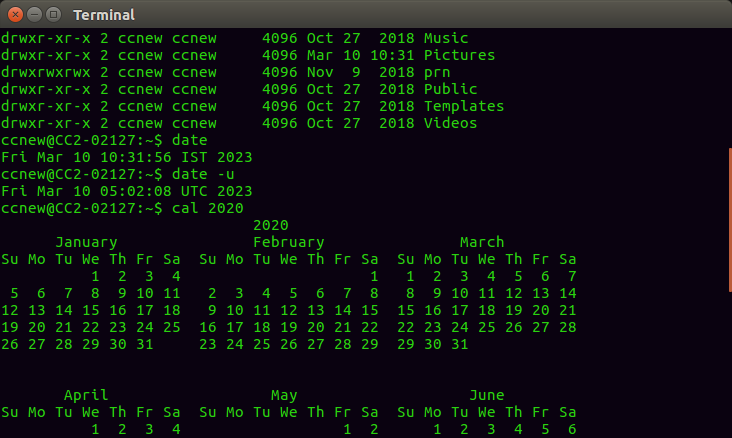 Terminal
drwxr-xr-x 2 ccnew ccnew     4096 Oct 27  2018 Music
drwxr-xr-x 2 ccnew ccnew     4096 Mar 10 10:31 Pictures
drwxrwxrwx 2 ccnew ccnew     4096 Nov  9  2018 prn
drwxr-xr-x 2 ccnew ccnew     4096 Oct 27  2018 Public
drwxr-xr-x 2 ccnew ccnew     4096 Oct 27  2018 Templates
drwxr-xr-x 2 ccnew ccnew     4096 Oct 27  2018 Videos
ccnew@CC2-02127:~$ date
Fri Mar 10 10:31:56 IST 2023
ccnew@CC2-02127:~$ date -u
Fri Mar 10 05:02:08 UTC 2023
ccnew@CC2-02127:~$ cal 2020
                            2020
      January               February               March
Su Mo Tu We Th Fr Sa  Su Mo Tu We Th Fr Sa  Su Mo Tu We Th Fr Sa
          1  2  3  4                     1   1  2  3  4  5  6  7
 5  6  7  8  9 10 11   2  3  4  5  6  7  8   8  9 10 11 12 13 14
12 13 14 15 16 17 18   9 10 11 12 13 14 15  15 16 17 18 19 20 21
19 20 21 22 23 24 25  16 17 18 19 20 21 22  22 23 24 25 26 27 28
26 27 28 29 30 31     23 24 25 26 27 28 29  29 30 31
       April                  May                   June
Su Mo Tu We Th Fr Sa  Su Mo Tu We Th Fr Sa  Su Mo Tu We Th Fr Sa
          1  2  3  4                  1  2      1  2  3  4  5  6